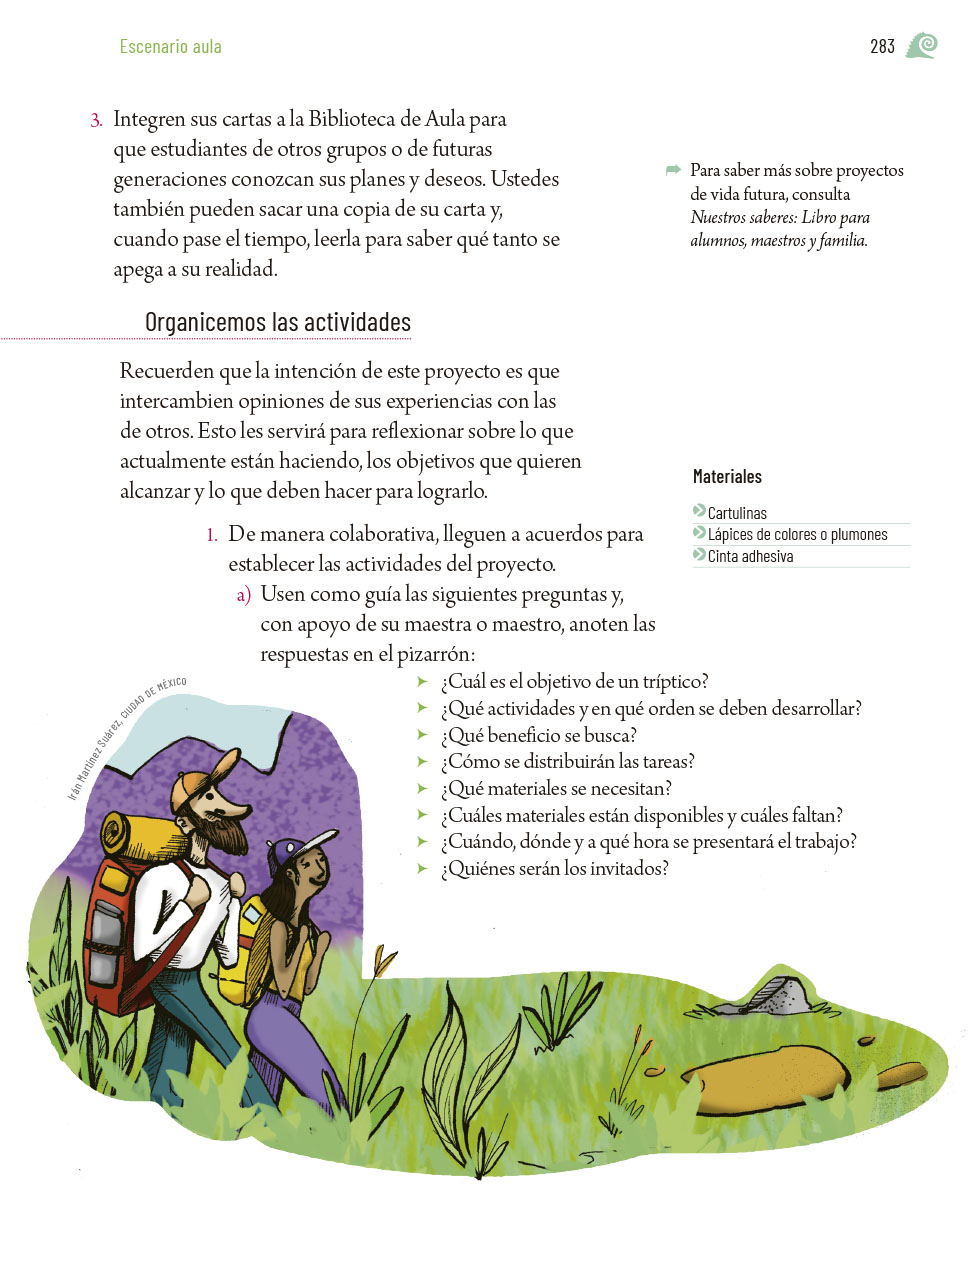 Escenario aula
283
3. Integren sus cartas a la Biblioteca de Aula para
que estudiantes de otros grupos o de futuras
generaciones conozcan sus planes y deseos. Ustedes
también pueden sacar una copia de su carta y,
cuando pase el tiempo, leerla para saber qué tanto se
apega a su realidad.
Para saber más sobre proyectos
de vida futura, consulta
Nuestros saberes: Libro para
alumnos, maestros y familia.
Organicemos las actividades
Recuerden que la intención de este proyecto es que
intercambien opiniones de sus experiencias con las
de otros. Esto les servirá para reflexionar sobre lo que
actualmente están haciendo, los objetivos que quieren
alcanzar y lo que deben hacer para lograrlo.
Materiales
Cartulinas
Lápices de colores o plumones
Cinta adhesiva
1. De manera colaborativa, lleguen a acuerdos para
establecer las actividades del proyecto.
a) Usen como guía las siguientes preguntas y,
con apoyo de su maestra o maestro, anoten las
respuestas en el pizarrón:
¿Cuál es el objetivo de un tríptico?
¿Qué actividades y en qué orden se deben desarrollar?
¿Qué beneficio se busca?
¿Cómo se distribuirán las tareas?
¿Qué materiales se necesitan?
¿Cuáles materiales están disponibles y cuáles faltan?
¿Cuándo, dónde y a qué hora se presentará el trabajo?
¿Quiénes serán los invitados?
Irán Martínez Suárez, CIUDAD DE MÉXICO